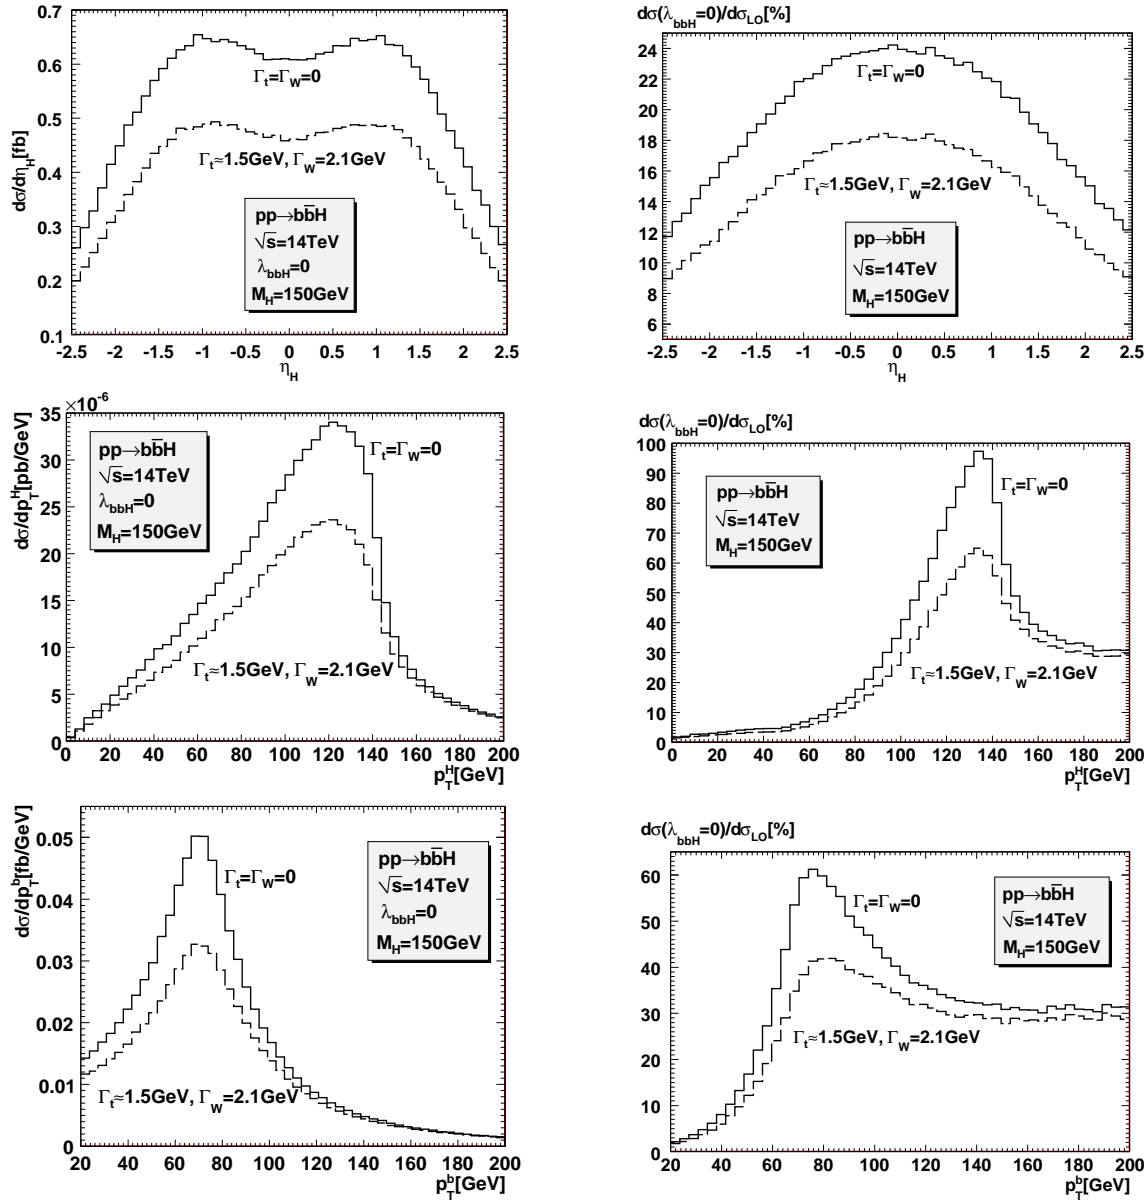 dσ/dη_H[fb]
0.7
0.6
0.5
0.4
0.3
0.2
0.1
Γ_t=Γ_W=0
Γ_t≈1.5GeV, Γ_W=2.1GeV
pp→bb̄H
√s=14TeV
λ_bbH=0
M_H=150GeV
-2.5 -2 -1.5 -1 -0.5 0 0.5 1 1.5 2 2.5
η_H
dσ(λ_bbH=0)/dσ_LO[%]
24
22
20
18
16
14
12
10
8
6
Γ_t=Γ_W=0
Γ_t≈1.5GeV, Γ_W=2.1GeV
pp→bb̄H
√s=14TeV
M_H=150GeV
-2.5 -2 -1.5 -1 -0.5 0 0.5 1 1.5 2 2.5
η_H
×10^-6
dσ/dp_T^H[pb/GeV]
35
30
25
20
15
10
5
0
pp→bb̄H
√s=14TeV
λ_bbH=0
M_H=150GeV
Γ_t=Γ_W=0
Γ_t≈1.5GeV, Γ_W=2.1GeV
0 20 40 60 80 100 120 140 160 180 200
p_T^H[GeV]
dσ(λ_bbH=0)/dσ_LO[%]
100
90
80
70
60
50
40
30
20
10
0
pp→bb̄H
√s=14TeV
M_H=150GeV
Γ_t=Γ_W=0
Γ_t≈1.5GeV, Γ_W=2.1GeV
0 20 40 60 80 100 120 140 160 180 200
p_T^H[GeV]
dσ/dp_T^b[fb/GeV]
0.05
0.04
0.03
0.02
0.01
0
Γ_t=Γ_W=0
pp→bb̄H
√s=14TeV
λ_bbH=0
M_H=150GeV
Γ_t≈1.5GeV, Γ_W=2.1GeV
20 40 60 80 100 120 140 160 180 200
p_T^b[GeV]
dσ(λ_bbH=0)/dσ_LO[%]
60
50
40
30
20
10
0
Γ_t=Γ_W=0
pp→bb̄H
√s=14TeV
M_H=150GeV
Γ_t≈1.5GeV, Γ_W=2.1GeV
20 40 60 80 100 120 140 160 180 200
p_T^b[GeV]